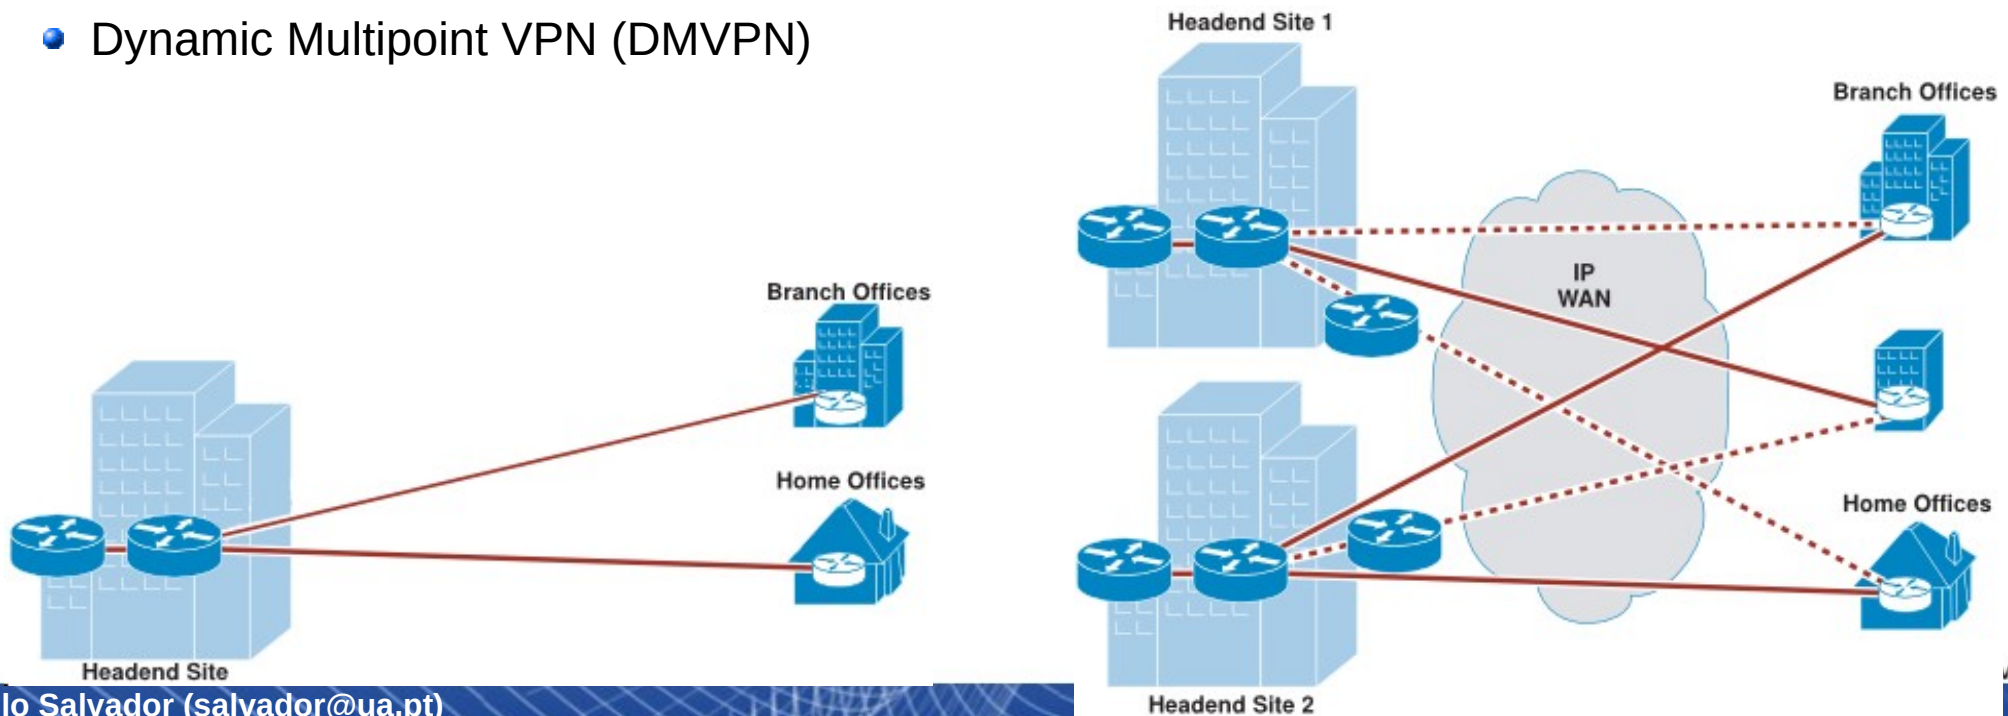 Dynamic Multipoint VPN (DMVPN)
Headend Site 1
Branch Offices
IP
WAN
Branch Offices
Home Offices
Home Offices
Headend Site
Headend Site 2
lo Salvador (salvador@ua.pt)